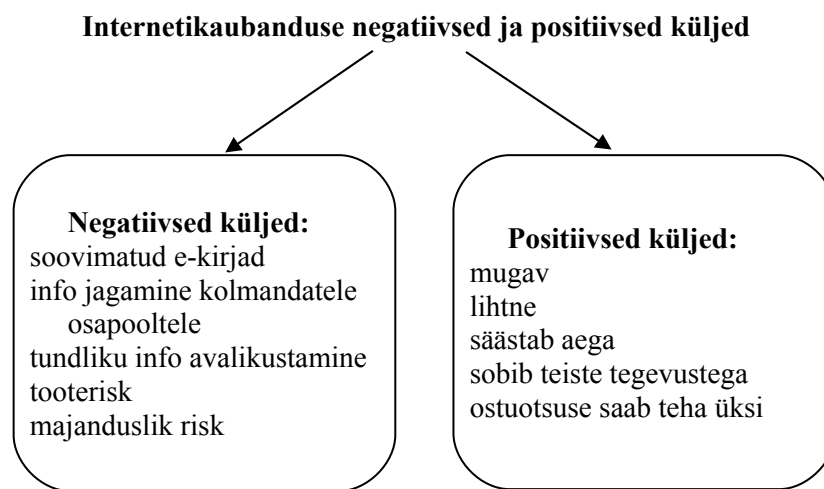 Internetikaubanduse negatiivsed ja positiivsed küljed
Negatiivsed küljed:
soovimatud e-kirjad
info jagamine kolmandatele
osapooltele
tundliku info avalikustamine
tooterisk
majanduslik risk
Positiivsed küljed:
mugav
lihtne
säästab aega
sobib teiste tegevustega
ostuotsuse saab teha üksi